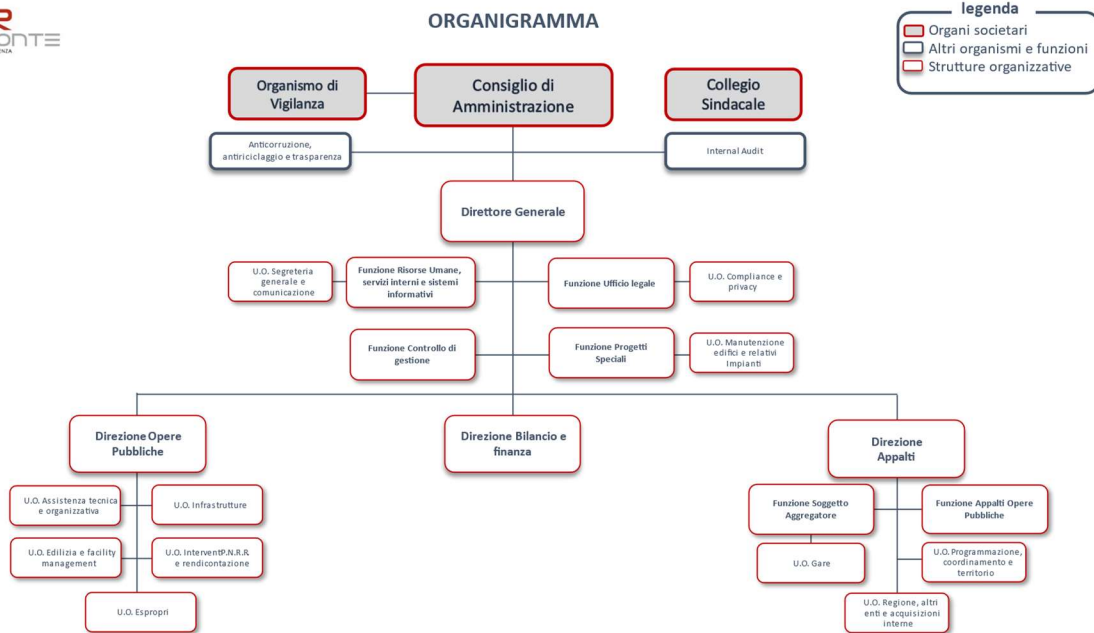 ORGANIGRAMMA
legenda
Organi societari
Altri organismi e funzioni
Strutture organizzative
Organismo di
Vigilanza
Consiglio di
Amministrazione
Collegio
Sindacale
Anticorruzione,
antiriciclaggio e trasparenza
Internal Audit
Direttore Generale
U.O. Segreteria
generale e
comunicazione
Funzione Risorse Umane,
servizi interni e sistemi
informativi
Funzione Ufficio legale
U.O. Compliance e
privacy
Funzione Controllo di
gestione
Funzione Progetti
Speciali
U.O. Manutenzione
edifici e relativi
Impianti
Direzione Opere
Pubbliche
Direzione Bilancio e
finanza
Direzione
Appalti
U.O. Assistenza tecnica
e organizzativa
U.O. Infrastrutture
U.O. Edilizia e facility
management
U.O. InterventiP.N.R.R.
e rendicontazione
U.O. Espropri
Funzione Soggetto
Aggregatore
Funzione Appalti Opere
Pubbliche
U.O. Gare
U.O. Programmazione,
coordinamento e
territorio
U.O. Regione, altri
enti e acquisizioni
interne